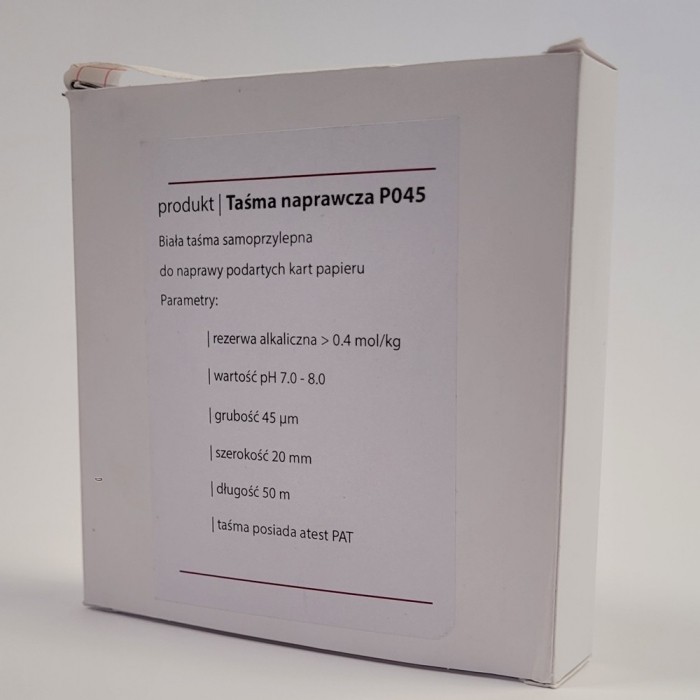 produkt | Taśma naprawcza P045
Biała taśma samoprzylepna
do naprawy podartych kart papieru
Parametry:
| rezerwa alkaliczna > 0.4 mol/kg
| wartość pH 7.0 - 8.0
| grubość 45 µm
| szerokość 20 mm
| długość 50 m
| taśma posiada atest PAT